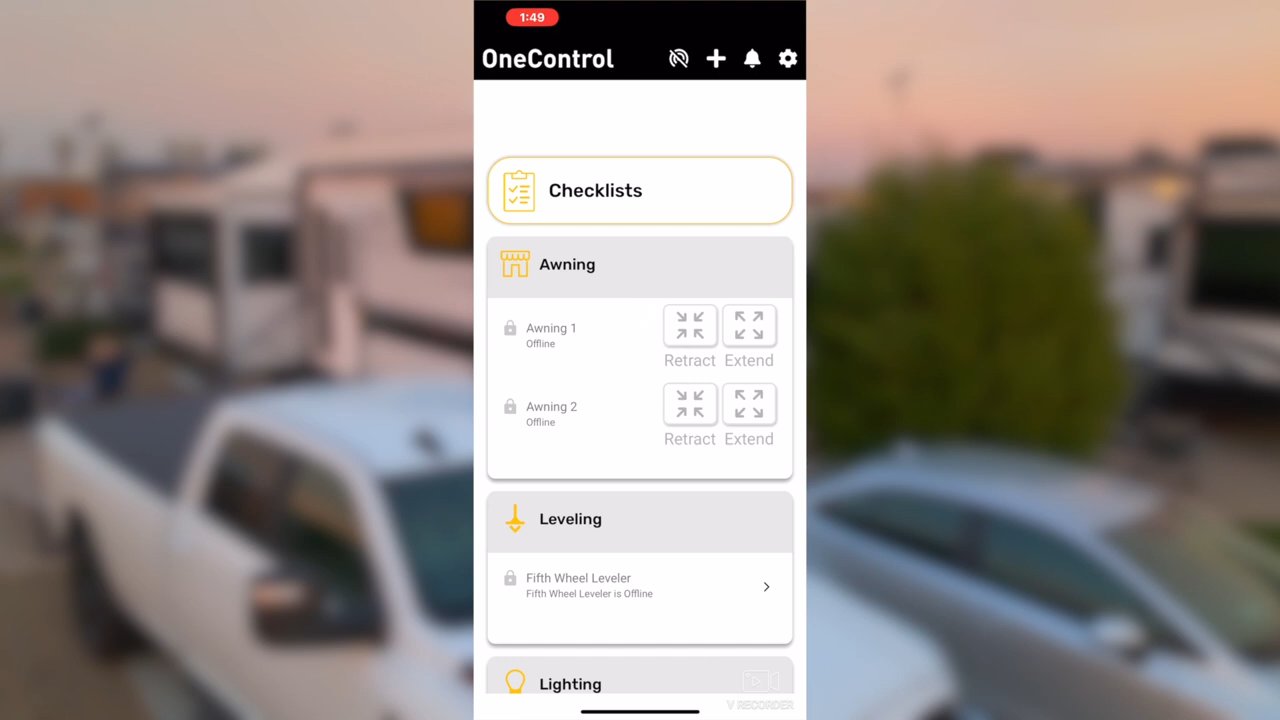 1:49
OneControl
Checklists
Awning
Awning 1
Offline
Retract Extend
Awning 2
Offline
Retract Extend
Leveling
Fifth Wheel Leveler
Fifth Wheel Leveler is Offline
Lighting
V RECORDER